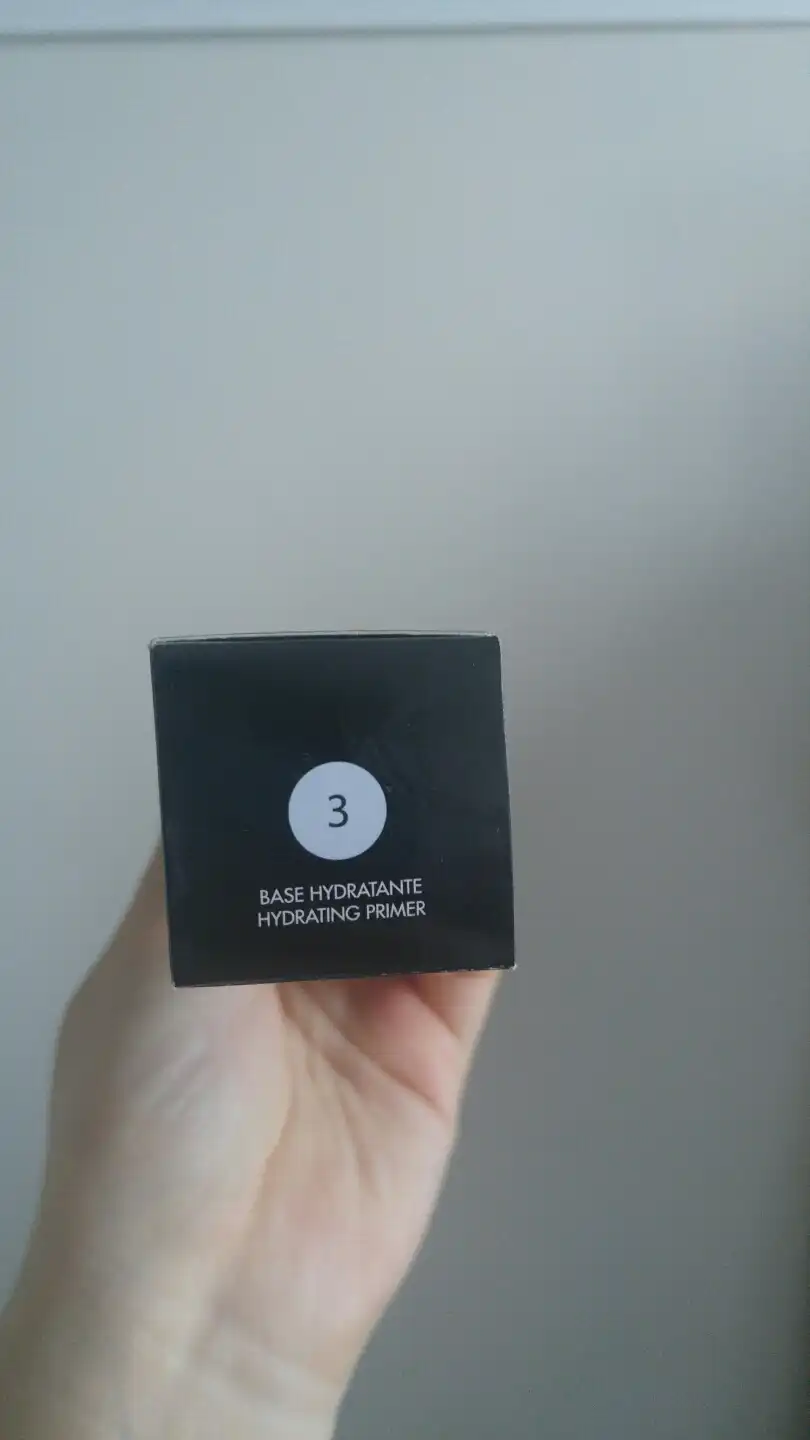 3
BASE HYDRATANTE
HYDRATING PRIMER